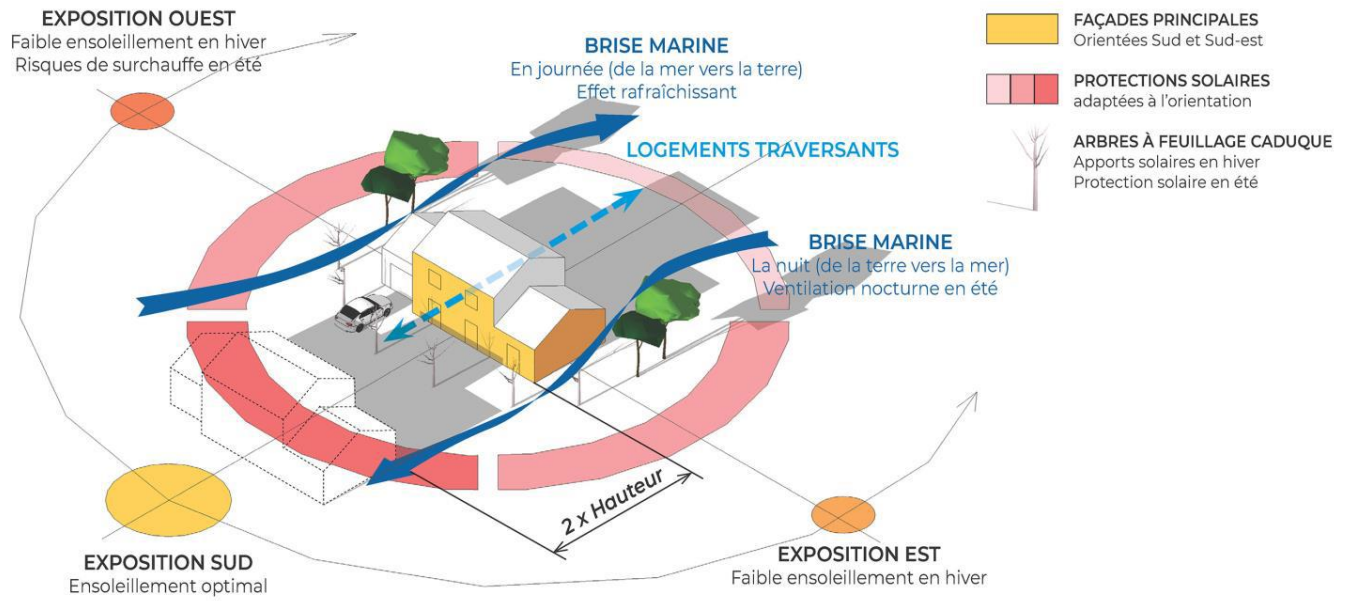 EXPOSITION OUEST
Faible ensoleillement en hiver
Risques de surchauffe en été
BRISE MARINE
En journée (de la mer vers la terre)
Effet rafraîchissant
LOGEMENTS TRAVERSANTS
BRISE MARINE
La nuit (de la terre vers la mer)
Ventilation nocturne en été
2 x Hauteur
EXPOSITION SUD
Ensoleillement optimal
EXPOSITION EST
Faible ensoleillement en hiver
FAÇADES PRINCIPALES
Orientées Sud et Sud-est
PROTECTIONS SOLAIRES
adaptées à l'orientation
ARBRES À FEUILLAGE CADUQUE
Apports solaires en hiver
Protection solaire en été